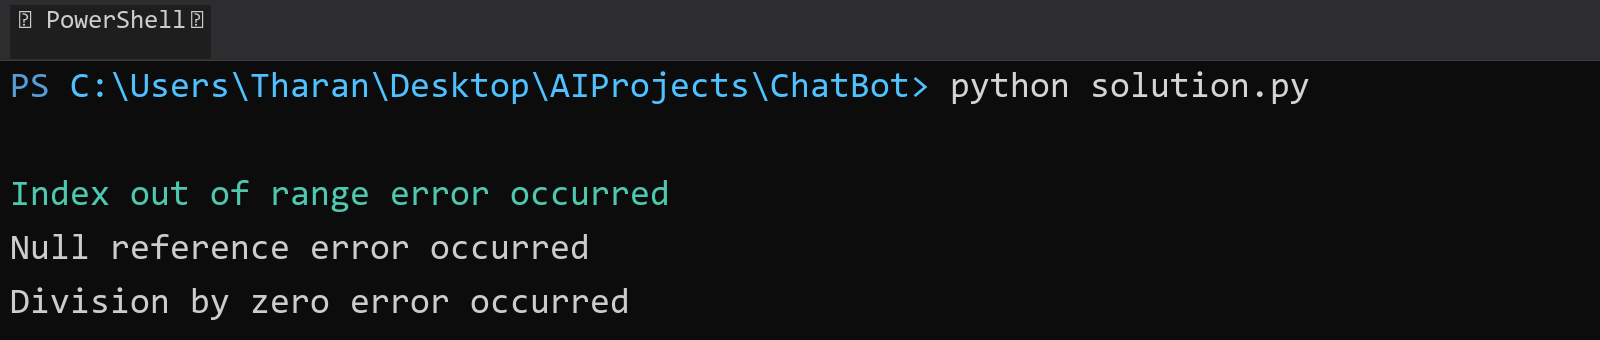 PowerShell
PS C:\Users\Tharan\Desktop\AIProjects\ChatBot> python solution.py
Index out of range error occurred
Null reference error occurred
Division by zero error occurred